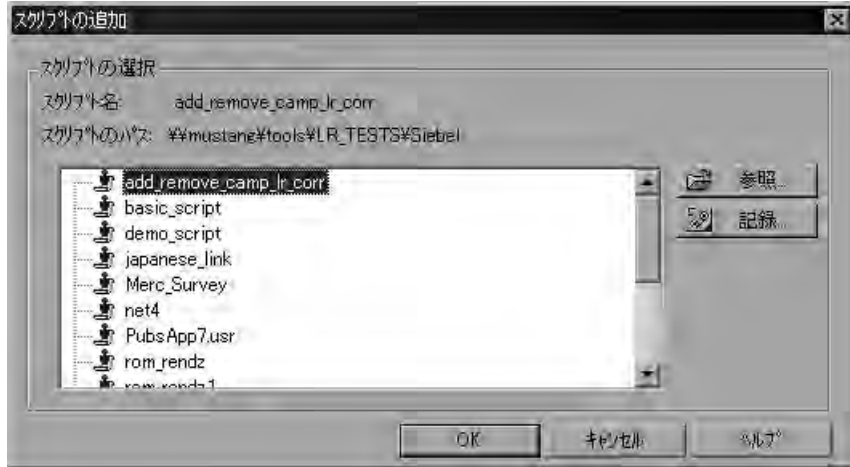 スクリプトの追加
スクリプトの選択
スクリプト名: add_remove_camp_lr_corr
スクリプトのパス: ¥¥mustang¥tools¥LR_TESTS¥Siebel
add_remove_camp_lr_corr
basic_script
demo_script
japanese_link
Merc_Survey
net4
PubsApp7.usr
rom_rendz
rom_rendz1
参照...
記録...
OK
キャンセル
ヘルプ